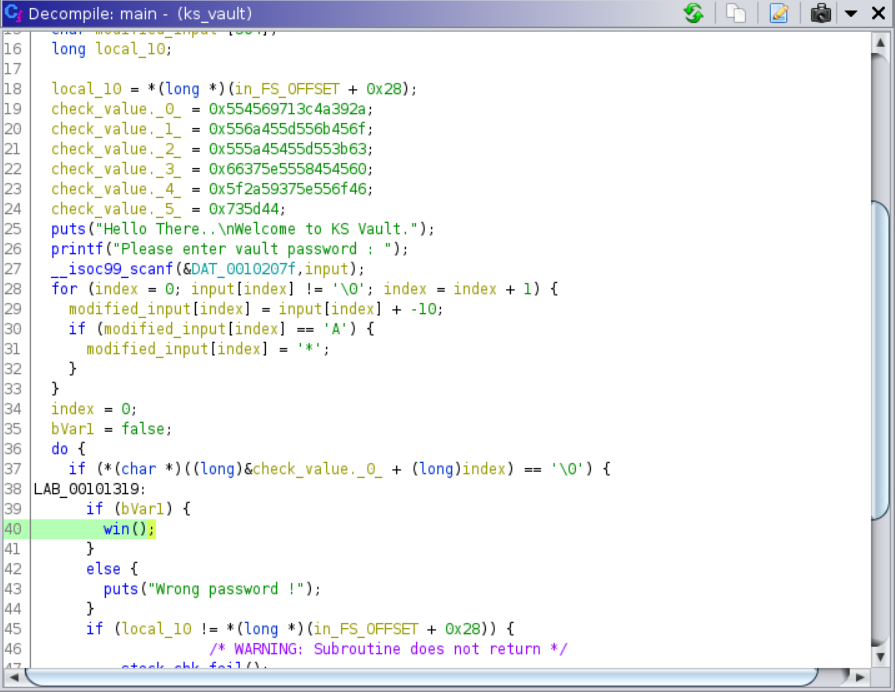 Decompile: main - (ks_vault)
16 long local_10;
17
18 local_10 = *(long *)(in_FS_OFFSET + 0x28);
19 check_value._0_ = 0x554569713c4a392a;
20 check_value._1_ = 0x556a455d556b456f;
21 check_value._2_ = 0x555a45455d553b63;
22 check_value._3_ = 0x66375e5558454560;
23 check_value._4_ = 0x5f2a59375e556f46;
24 check_value._5_ = 0x735d44;
25 puts("Hello There..\nWelcome to KS Vault.");
26 printf("Please enter vault password : ");
27 __isoc99_scanf(&DAT_0010207f,input);
28 for (index = 0; input[index] != '\0'; index = index + 1) {
29 modified_input[index] = input[index] + -10;
30 if (modified_input[index] == 'A') {
31 modified_input[index] = '*';
32 }
33 }
34 index = 0;
35 bVar1 = false;
36 do {
37 if (*(char *)((long)&check_value._0_ + (long)index) == '\0') {
38 LAB_00101319:
39 if (bVar1) {
40 win();
41 }
42 else {
43 puts("Wrong password !");
44 }
45 if (local_10 != *(long *)(in_FS_OFFSET + 0x28)) {
46 /* WARNING: Subroutine does not return */